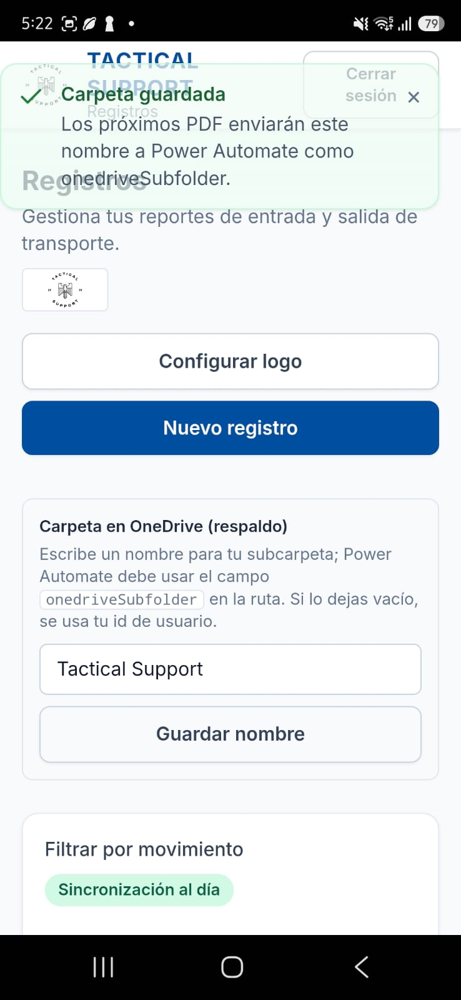 5:22
79
TACTICAL
SUPPORT
Registros
Cerrar
sesión
Carpeta guardada
Los próximos PDF enviarán este
nombre a Power Automate como
onedriveSubfolder.
Registros
Gestiona tus reportes de entrada y salida de
transporte.
TACTICAL
SUPPORT
Configurar logo
Nuevo registro
Carpeta en OneDrive (respaldo)
Escribe un nombre para tu subcarpeta; Power
Automate debe usar el campo
onedriveSubfolder en la ruta. Si lo dejas vacío,
se usa tu id de usuario.
Tactical Support
Guardar nombre
Filtrar por movimiento
Sincronización al día